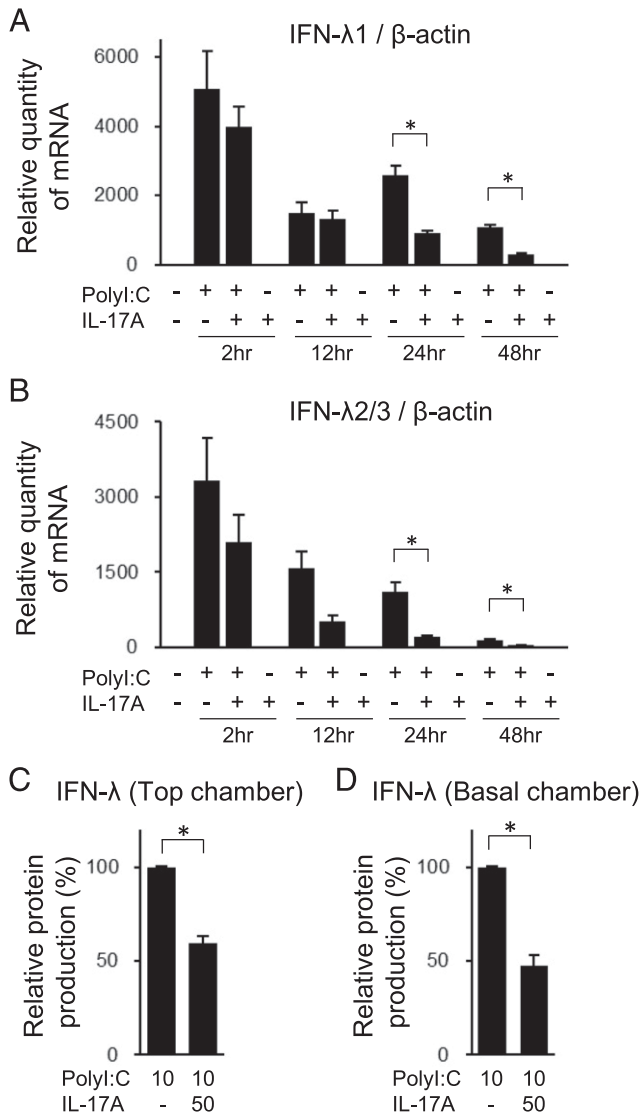 A
IFN-λ1 / β-actin
Relative quantity
of mRNA
6000
4000
2000
0
PolyI:C - + + - + + - + + - + + -
IL-17A - - + + - + + - + + - + +
2hr 12hr 24hr 48hr
* *
B
IFN-λ2/3 / β-actin
Relative quantity
of mRNA
4500
3000
1500
0
* *
PolyI:C - + + - + + - + + - + + -
IL-17A - - + + - + + - + + - + +
2hr 12hr 24hr 48hr
C IFN-λ (Top chamber)
Relative protein
production (%)
100
50
0
*
PolyI:C 10 10
IL-17A - 50
D IFN-λ (Basal chamber)
Relative protein
production (%)
100
50
0
*
PolyI:C 10 10
IL-17A - 50